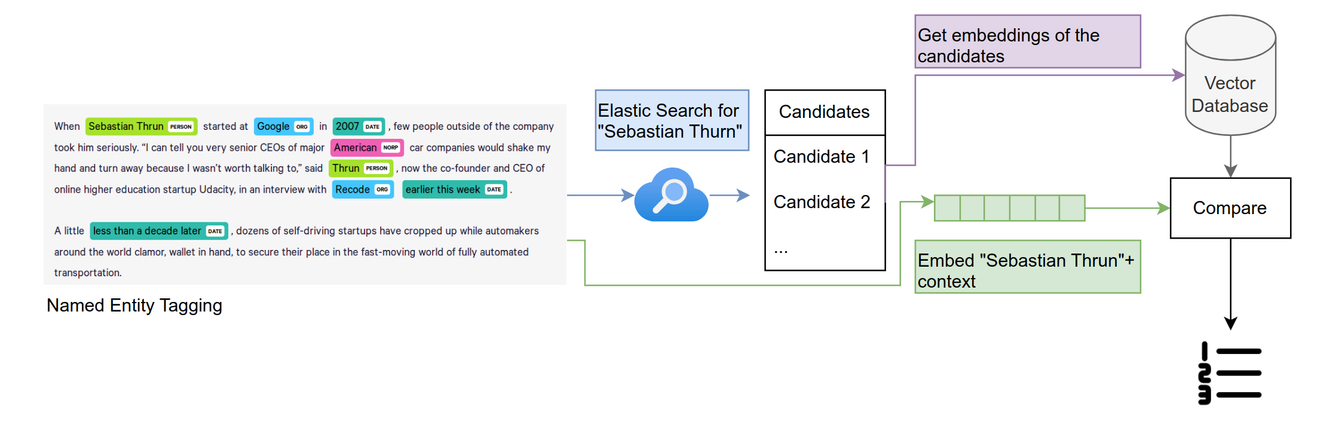 When Sebastian Thrun PERSON started at Google ORG in 2007 DATE , few people outside of the company
took him seriously. “I can tell you very senior CEOs of major American NORP car companies would shake my
hand and turn away because I wasn’t worth talking to,” said Thrun PERSON , now the co-founder and CEO of
online higher education startup Udacity, in an interview with Recode ORG earlier this week DATE .
A little less than a decade later DATE , dozens of self-driving startups have cropped up while automakers
around the world clamor, wallet in hand, to secure their place in the fast-moving world of fully automated
transportation.
Named Entity Tagging
Elastic Search for
"Sebastian Thurn"
Candidates
Candidate 1
Candidate 2
...
Get embeddings of the
candidates
Embed "Sebastian Thrun"+
context
Vector
Database
Compare
1
2
3